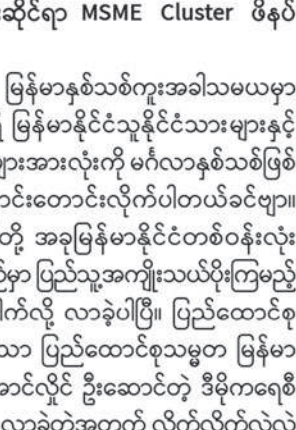 ဆိုင်ရာ MSME Cluster ဖိနပ်
မြန်မာနှစ်သစ်ကူးအခါသမယမှာ
မြန်မာနိုင်ငံသူနိုင်ငံသားများနှင့်
များအားလုံးကို မင်္ဂလာနှစ်သစ်ဖြစ်
တောင်းလိုက်ပါတယ်ခင်ဗျာ။
တို့ အခုမြန်မာနိုင်ငံတစ်ဝန်းလုံး
မှာ ပြည်သူ့အကျိုးသယ်ပိုးကြမည့်
လာခဲ့ပါပြီ။ ပြည်ထောင်စု
ပြည်ထောင်စုသမ္မတ မြန်မာ
အောင်လှိုင် ဦးဆောင်တဲ့ ဒီမိုကရေစီ
လာခဲ့တဲ့အတွက် လှိုက်လှိုက်လှဲလှဲ